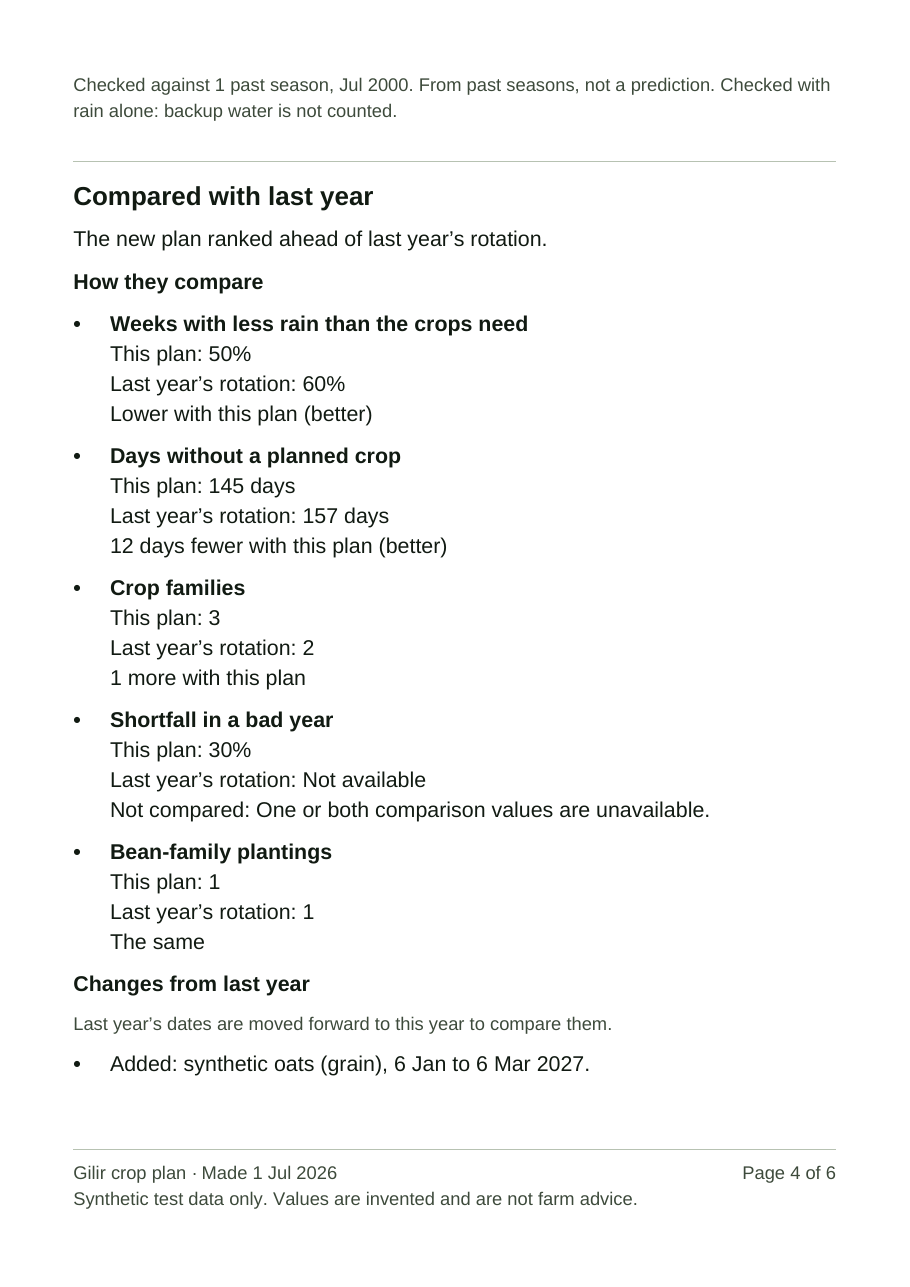 Checked against 1 past season, Jul 2000. From past seasons, not a prediction. Checked with
rain alone: backup water is not counted.
Compared with last year
The new plan ranked ahead of last year’s rotation.
How they compare
• Weeks with less rain than the crops need
This plan: 50%
Last year’s rotation: 60%
Lower with this plan (better)
• Days without a planned crop
This plan: 145 days
Last year’s rotation: 157 days
12 days fewer with this plan (better)
• Crop families
This plan: 3
Last year’s rotation: 2
1 more with this plan
• Shortfall in a bad year
This plan: 30%
Last year’s rotation: Not available
Not compared: One or both comparison values are unavailable.
• Bean-family plantings
This plan: 1
Last year’s rotation: 1
The same
Changes from last year
Last year’s dates are moved forward to this year to compare them.
• Added: synthetic oats (grain), 6 Jan to 6 Mar 2027.
Gilir crop plan · Made 1 Jul 2026 Page 4 of 6
Synthetic test data only. Values are invented and are not farm advice.